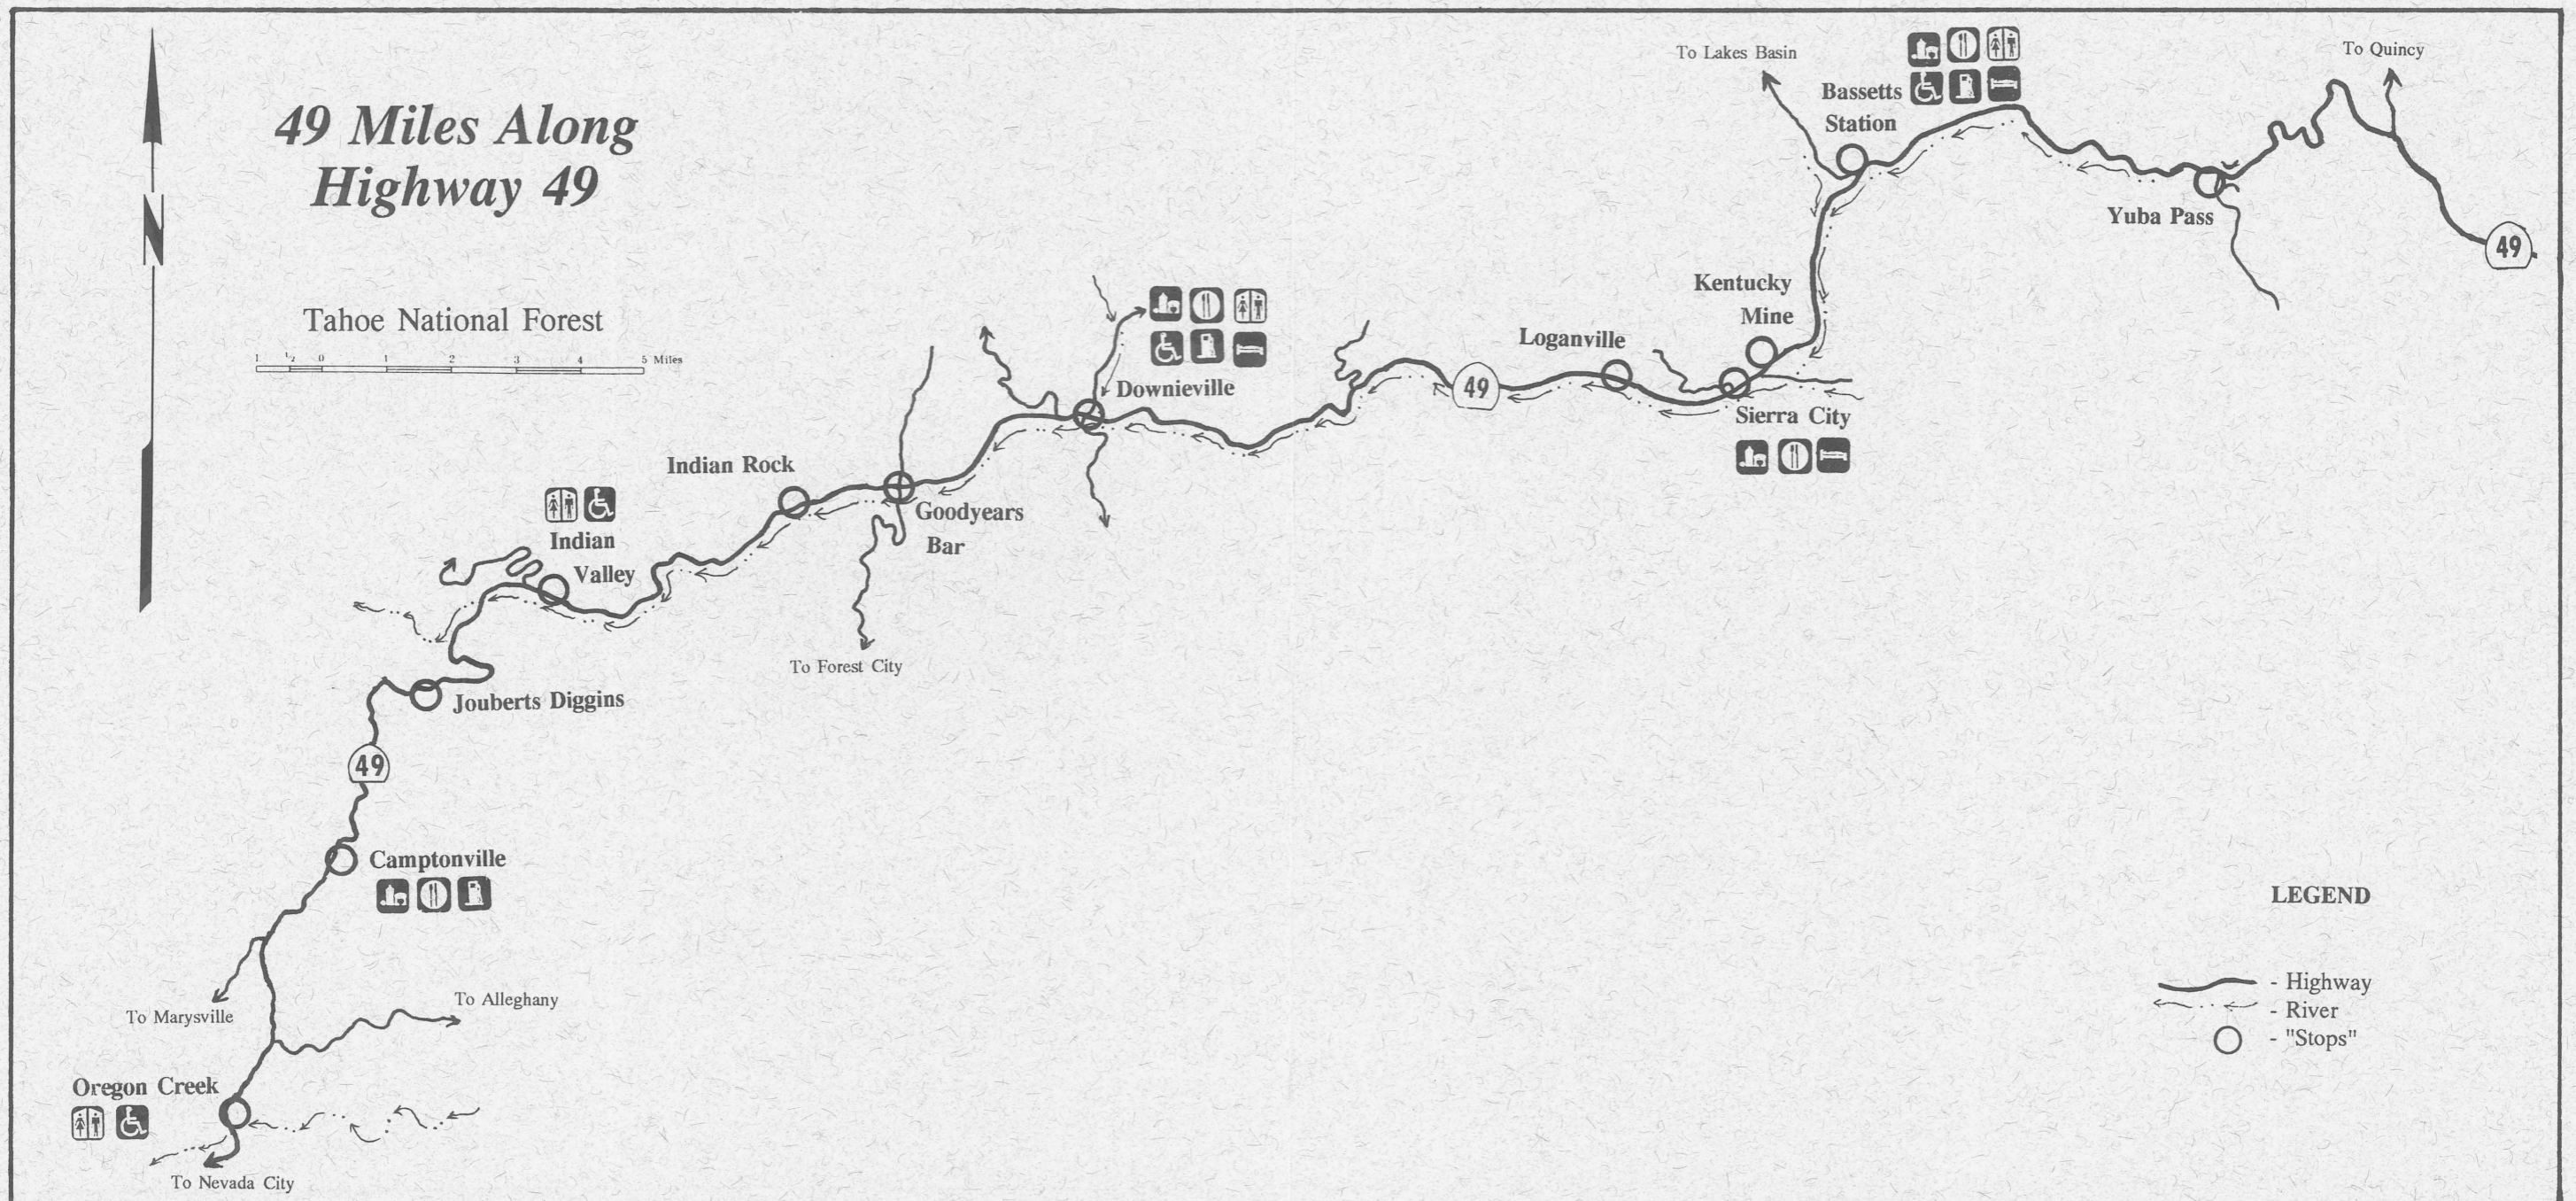 49 Miles Along
Highway 49
N
Tahoe National Forest
1 ½ 0 1 2 3 4 5 Miles
To Lakes Basin
Bassetts
Station
To Quincy
Yuba Pass
49
Kentucky
Mine
Loganville
49
Sierra City
Downieville
Indian Rock
Goodyears
Bar
Indian
Valley
To Forest City
Jouberts Diggins
49
Camptonville
To Marysville
To Alleghany
Oregon Creek
To Nevada City
LEGEND
- Highway
- River
- "Stops"